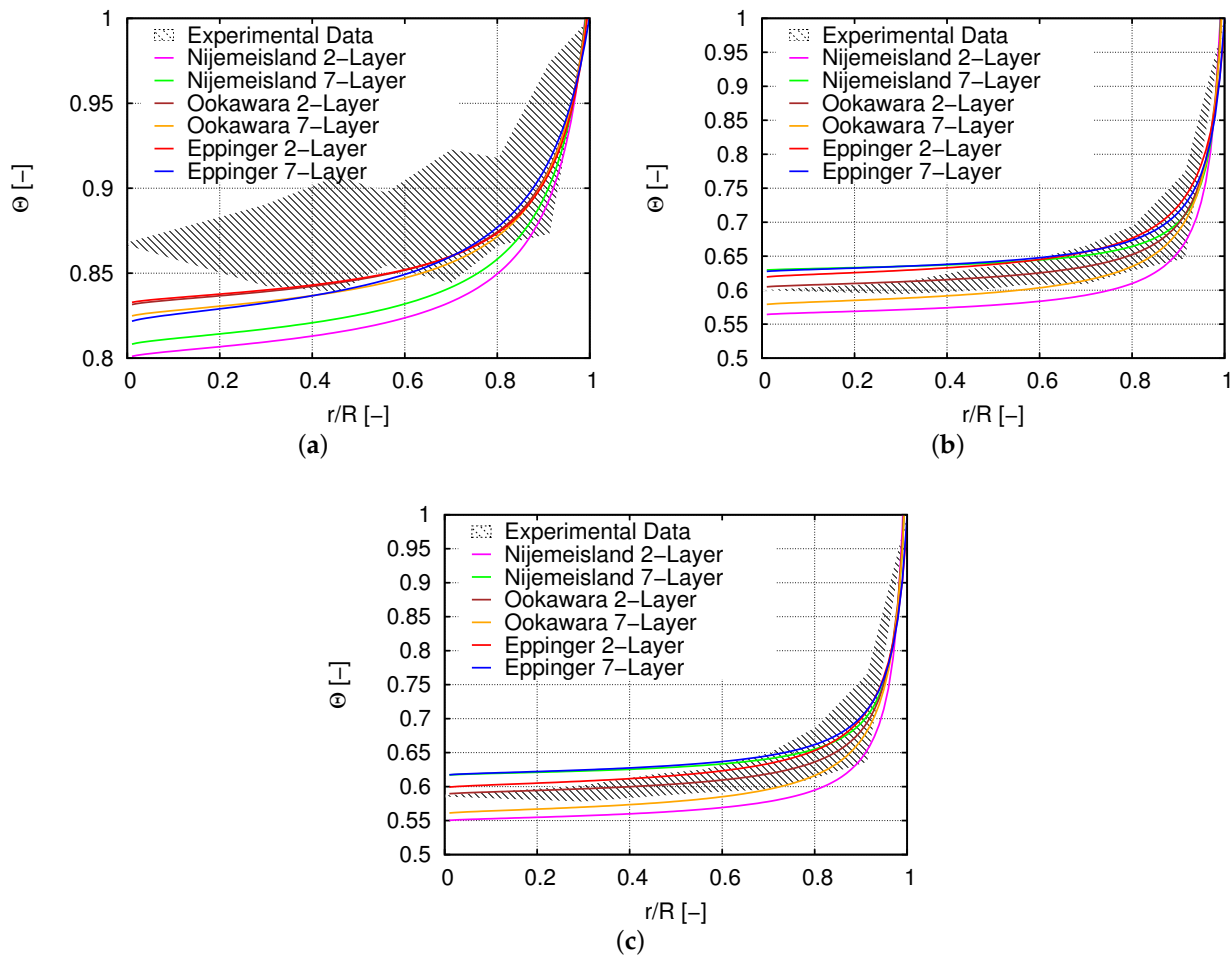 1
0.95
0.9
0.85
0.8
Θ [−]
Experimental Data
Nijemeisland 2−Layer
Nijemeisland 7−Layer
Ookawara 2−Layer
Ookawara 7−Layer
Eppinger 2−Layer
Eppinger 7−Layer
0 0.2 0.4 0.6 0.8 1
r/R [−]
(a)
1
0.95
0.9
0.85
0.8
0.75
0.7
0.65
0.6
0.55
0.5
Θ [−]
Experimental Data
Nijemeisland 2−Layer
Nijemeisland 7−Layer
Ookawara 2−Layer
Ookawara 7−Layer
Eppinger 2−Layer
Eppinger 7−Layer
0 0.2 0.4 0.6 0.8 1
r/R [−]
(b)
1
0.95
0.9
0.85
0.8
0.75
0.7
0.65
0.6
0.55
0.5
Θ [−]
Experimental Data
Nijemeisland 2−Layer
Nijemeisland 7−Layer
Ookawara 2−Layer
Ookawara 7−Layer
Eppinger 2−Layer
Eppinger 7−Layer
0 0.2 0.4 0.6 0.8 1
r/R [−]
(c)